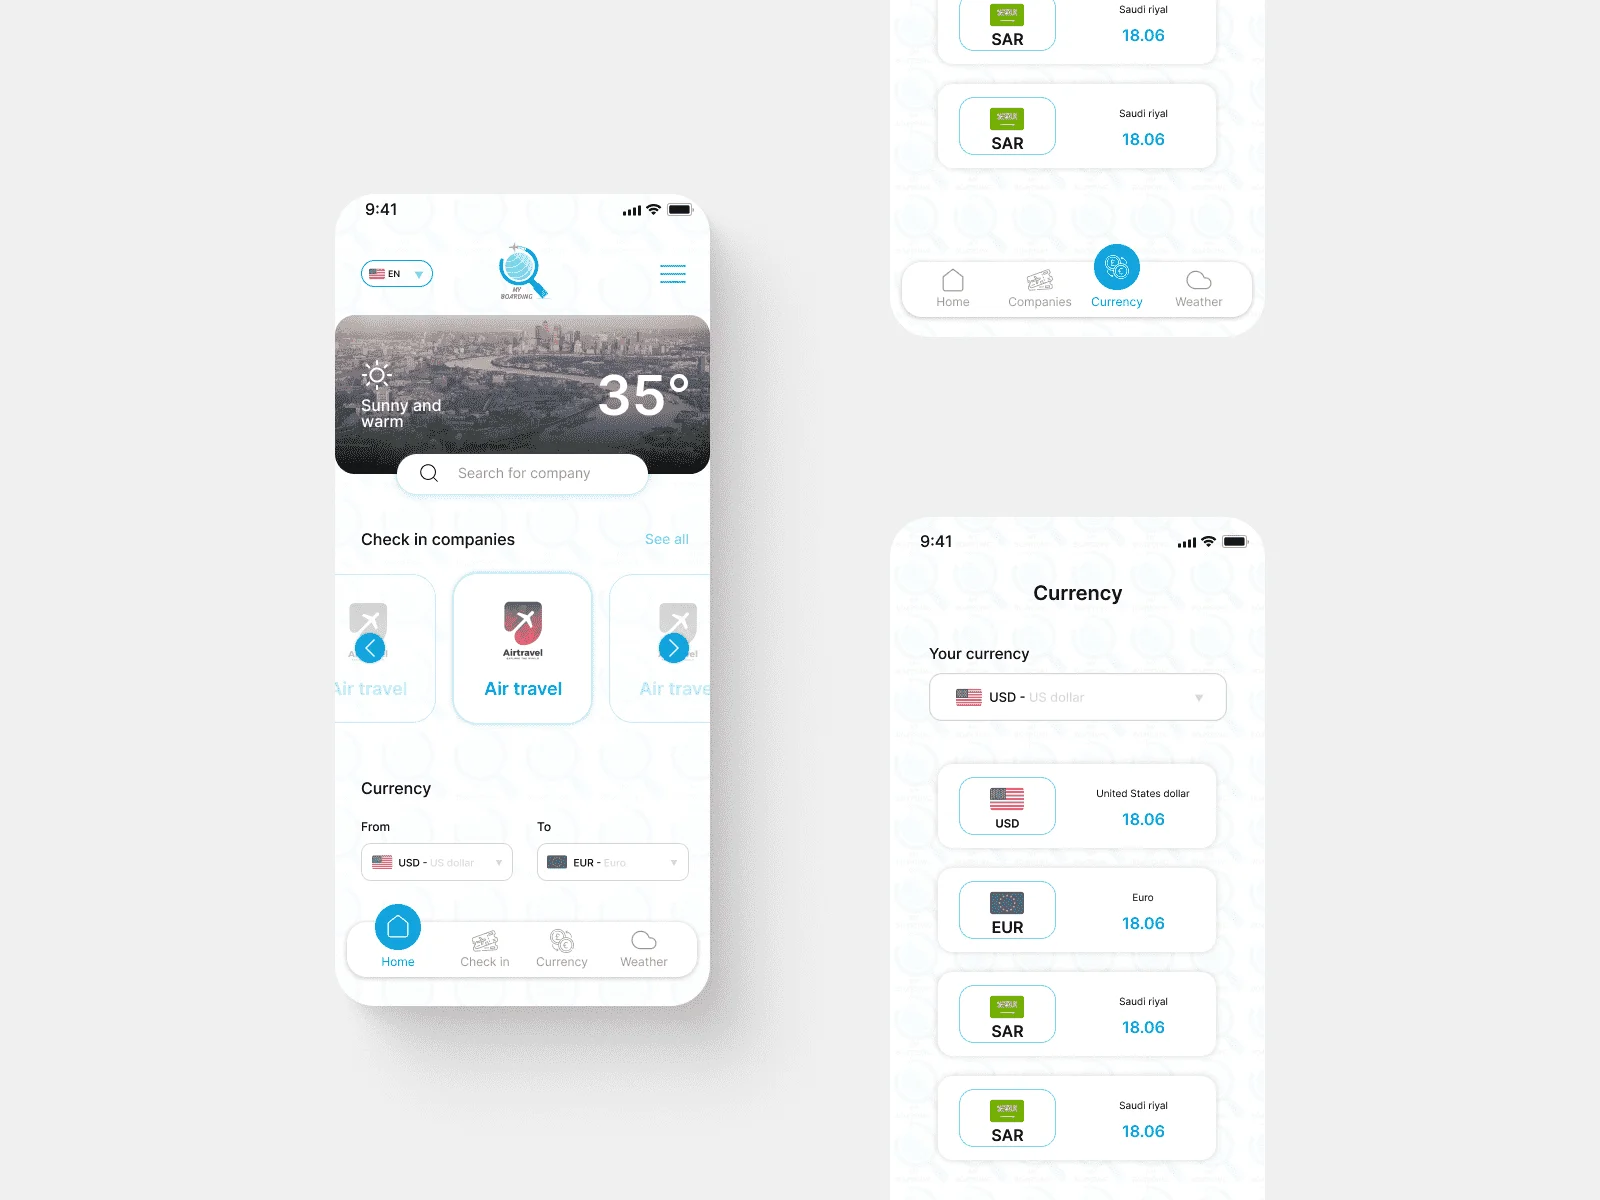 9:41
EN
MY
BOARDING
Sunny and
warm
35°
Search for company
Check in companies
See all
Air travel
Airtravel
Air travel
Air trave
Currency
From
To
USD - US dollar
EUR - Euro
Home
Check in
Currency
Weather
Saudi riyal
SAR
18.06
Saudi riyal
SAR
18.06
Home
Companies
Currency
Weather
9:41
Currency
Your currency
USD - US dollar
United States dollar
USD
18.06
Euro
EUR
18.06
Saudi riyal
SAR
18.06
Saudi riyal
SAR
18.06